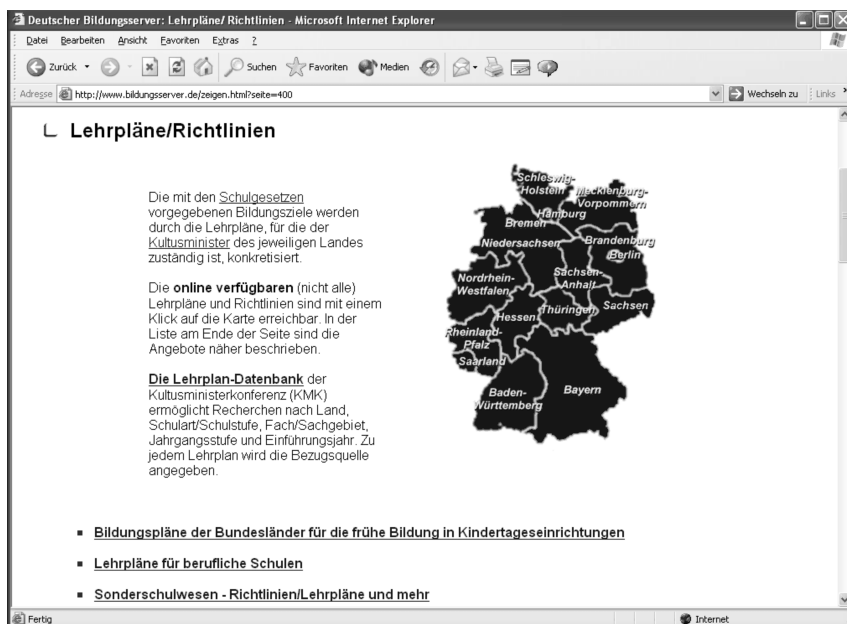 Deutscher Bildungsserver: Lehrpläne/ Richtlinien - Microsoft Internet Explorer
Datei Bearbeiten Ansicht Favoriten Extras ?
Zurück Suchen Favoriten Medien
Adresse http://www.bildungsserver.de/zeigen.html?seite=400 Wechseln zu Links
Lehrpläne/Richtlinien
Die mit den Schulgesetzen
vorgegebenen Bildungsziele werden
durch die Lehrpläne, für die der
Kultusminister des jeweiligen Landes
zuständig ist, konkretisiert.
Die online verfügbaren (nicht alle)
Lehrpläne und Richtlinien sind mit einem
Klick auf die Karte erreichbar. In der
Liste am Ende der Seite sind die
Angebote näher beschrieben.
Die Lehrplan-Datenbank der
Kultusministerkonferenz (KMK)
ermöglicht Recherchen nach Land,
Schulart/Schulstufe, Fach/Sachgebiet,
Jahrgangsstufe und Einführungsjahr. Zu
jedem Lehrplan wird die Bezugsquelle
angegeben.
Schleswig-
Holstein
Mecklenburg-
Vorpommern
Hamburg
Bremen
Niedersachsen
Brandenburg
Berlin
Nordrhein-
Westfalen
Sachsen-
Anhalt
Sachsen
Thüringen
Hessen
Rheinland-
Pfalz
Saarland
Baden-
Württemberg
Bayern
Bildungspläne der Bundesländer für die frühe Bildung in Kindertageseinrichtungen
Lehrpläne für berufliche Schulen
Sonderschulwesen - Richtlinien/Lehrpläne und mehr
Fertig Internet